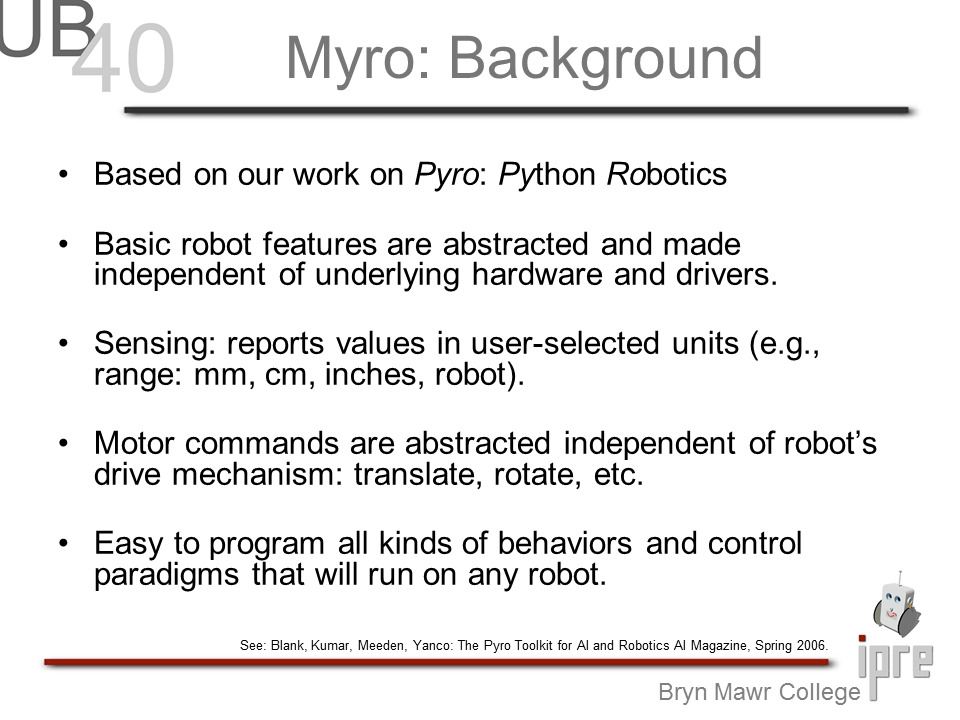 UB
40
Myro: Background
• Based on our work on Pyro: Python Robotics
• Basic robot features are abstracted and made
independent of underlying hardware and drivers.
• Sensing: reports values in user-selected units (e.g.,
range: mm, cm, inches, robot).
• Motor commands are abstracted independent of robot’s
drive mechanism: translate, rotate, etc.
• Easy to program all kinds of behaviors and control
paradigms that will run on any robot.
See: Blank, Kumar, Meeden, Yanco: The Pyro Toolkit for AI and Robotics AI Magazine, Spring 2006.
ipre
Bryn Mawr College